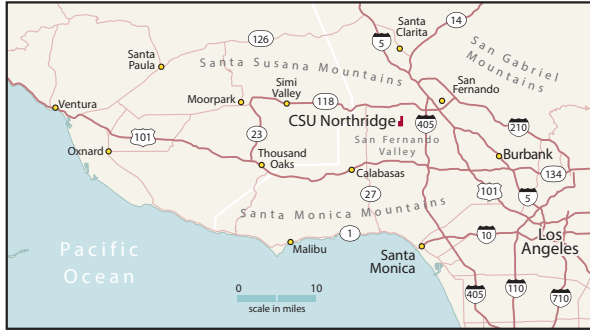 126
Santa
Clarita
14
5
Santa
Paula
Santa Susana Mountains
San Gabriel
Mountains
Simi
Valley
Moorpark
118
San
Fernando
Ventura
CSU Northridge
405
210
101
23
San Fernando
Valley
Oxnard
Thousand
Oaks
Burbank
Calabasas
134
27
101
5
Santa Monica Mountains
1
10
Los
Angeles
Pacific
Ocean
Malibu
Santa
Monica
0
10
scale in miles
405
110
710